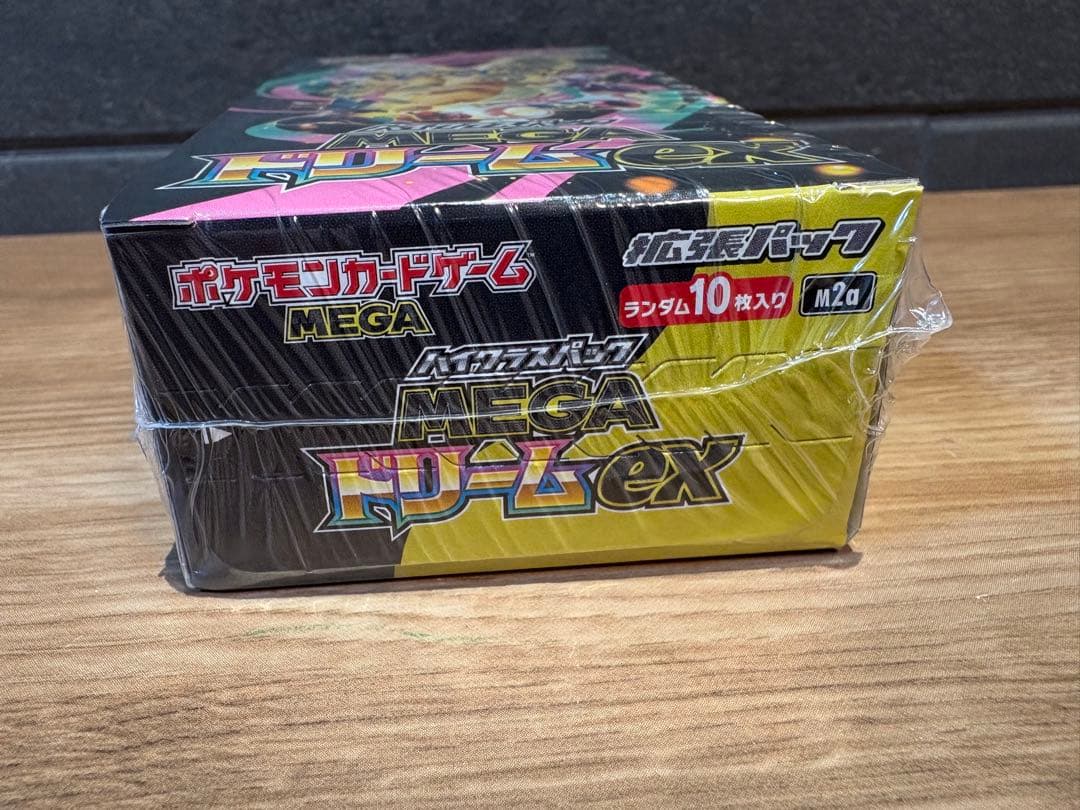 MEGA
ドリームex
ポケモンカードゲーム
MEGA
拡張パック
ランダム10枚入り
M2a
ハイクラスパック
MEGA
ドリームex